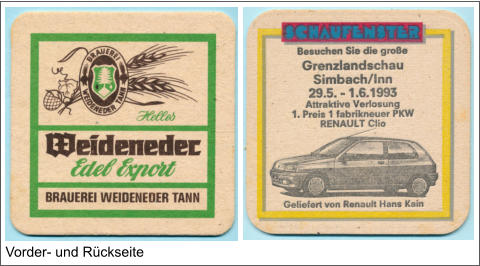 BRAUEREI
WEIDENEDER TANN
Helles
Weideneder
Edel Export
BRAUEREI WEIDENEDER TANN
SCHAUFENSTER
Besuchen Sie die große
Grenzlandschau
Simbach/Inn
29.5. - 1.6.1993
Attraktive Verlosung
1. Preis 1 fabrikneuer PKW
RENAULT Clio
Geliefert von Renault Hans Kain
Vorder- und Rückseite